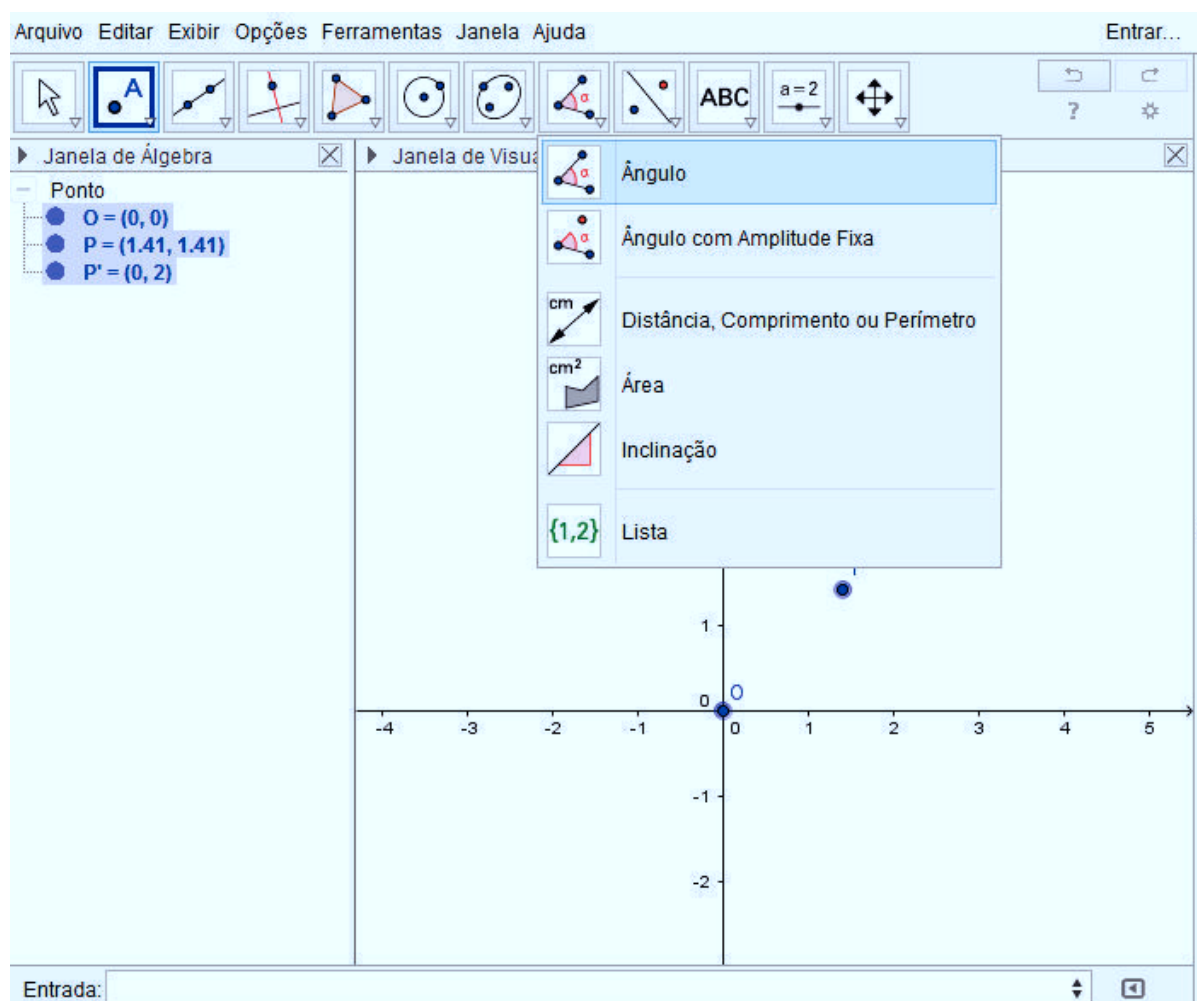 Arquivo Editar Exibir Opções Ferramentas Janela Ajuda Entrar...
A α ABC a=2
?
Janela de Álgebra
Janela de Visu
Ponto
O = (0, 0)
P = (1.41, 1.41)
P' = (0, 2)
α Ângulo
α Ângulo com Amplitude Fixa
cm Distância, Comprimento ou Perímetro
cm² Área
Inclinação
{1,2} Lista
1
0 O
-4 -3 -2 -1 0 1 2 3 4 5
-1
-2
Entrada: